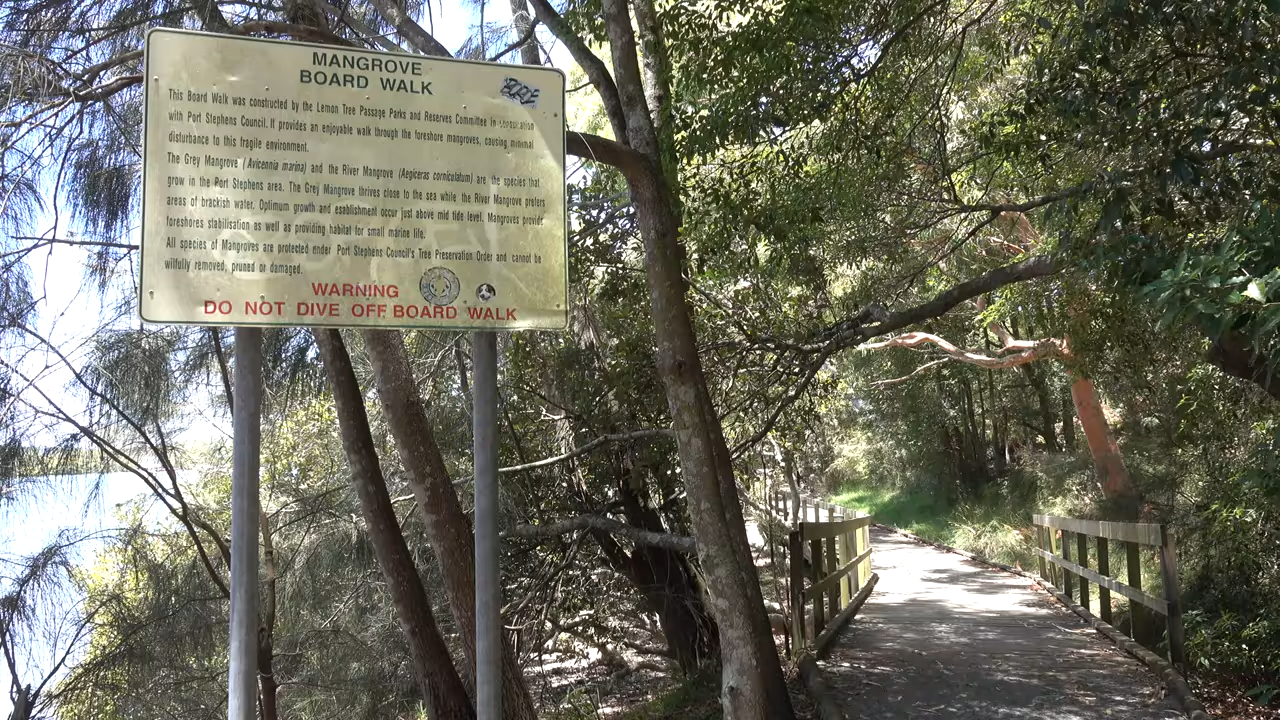 MANGROVE
BOARD WALK
This Board Walk was constructed by the Lemon Tree Passage Parks and Reserves Committee in consultation
with Port Stephens Council. It provides an enjoyable walk through the foreshore mangroves, causing minimal
disturbance to this fragile environment.
The Grey Mangrove (Avicennia marina) and the River Mangrove (Aegiceras corniculatum) are the species that
grow in the Port Stephens area. The Grey Mangrove thrives close to the sea while the River Mangrove prefers
areas of brackish water. Optimum growth and esablishment occur just above mid tide level. Mangroves provide
foreshores stabilisation as well as providing habitat for small marine life.
All species of Mangroves are protected under Port Stephens Council's Tree Preservation Order and cannot be
wilfully removed, pruned or damaged.
WARNING
DO NOT DIVE OFF BOARD WALK